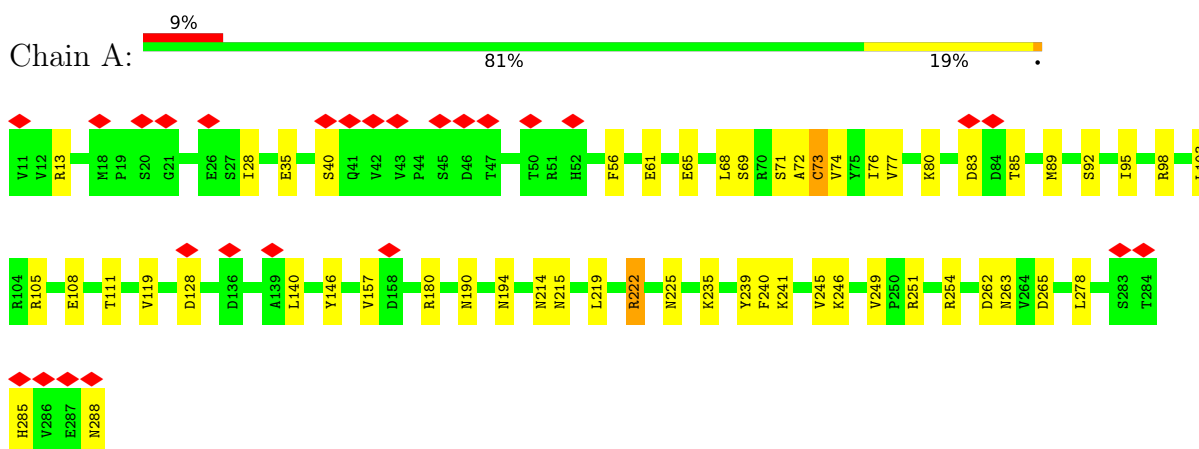 9%
Chain A:
81% 19% •
V11 V12 R13 M18 P19 S20 G21 E26 S27 I28 E35 S40 Q41 V42 V43 P44 S45 D46 T47 T50 R51 H52 F56 E61 E65 L68 S69 R70 S71 A72 C73 V74 Y75 I76 V77 K80 D83 D84 T85 M89 S92 I95 R98
R104 R105 E108 T111 V119 D128 D136 A139 L140 Y146 V157 D158 R180 N190 N194 N214 N215 L219 R222 N225 K235 Y239 F240 K241 V245 K246 V249 P250 R251 R254 D262 N263 V264 D265 L278 S283 T284
H285 V286 E287 N288